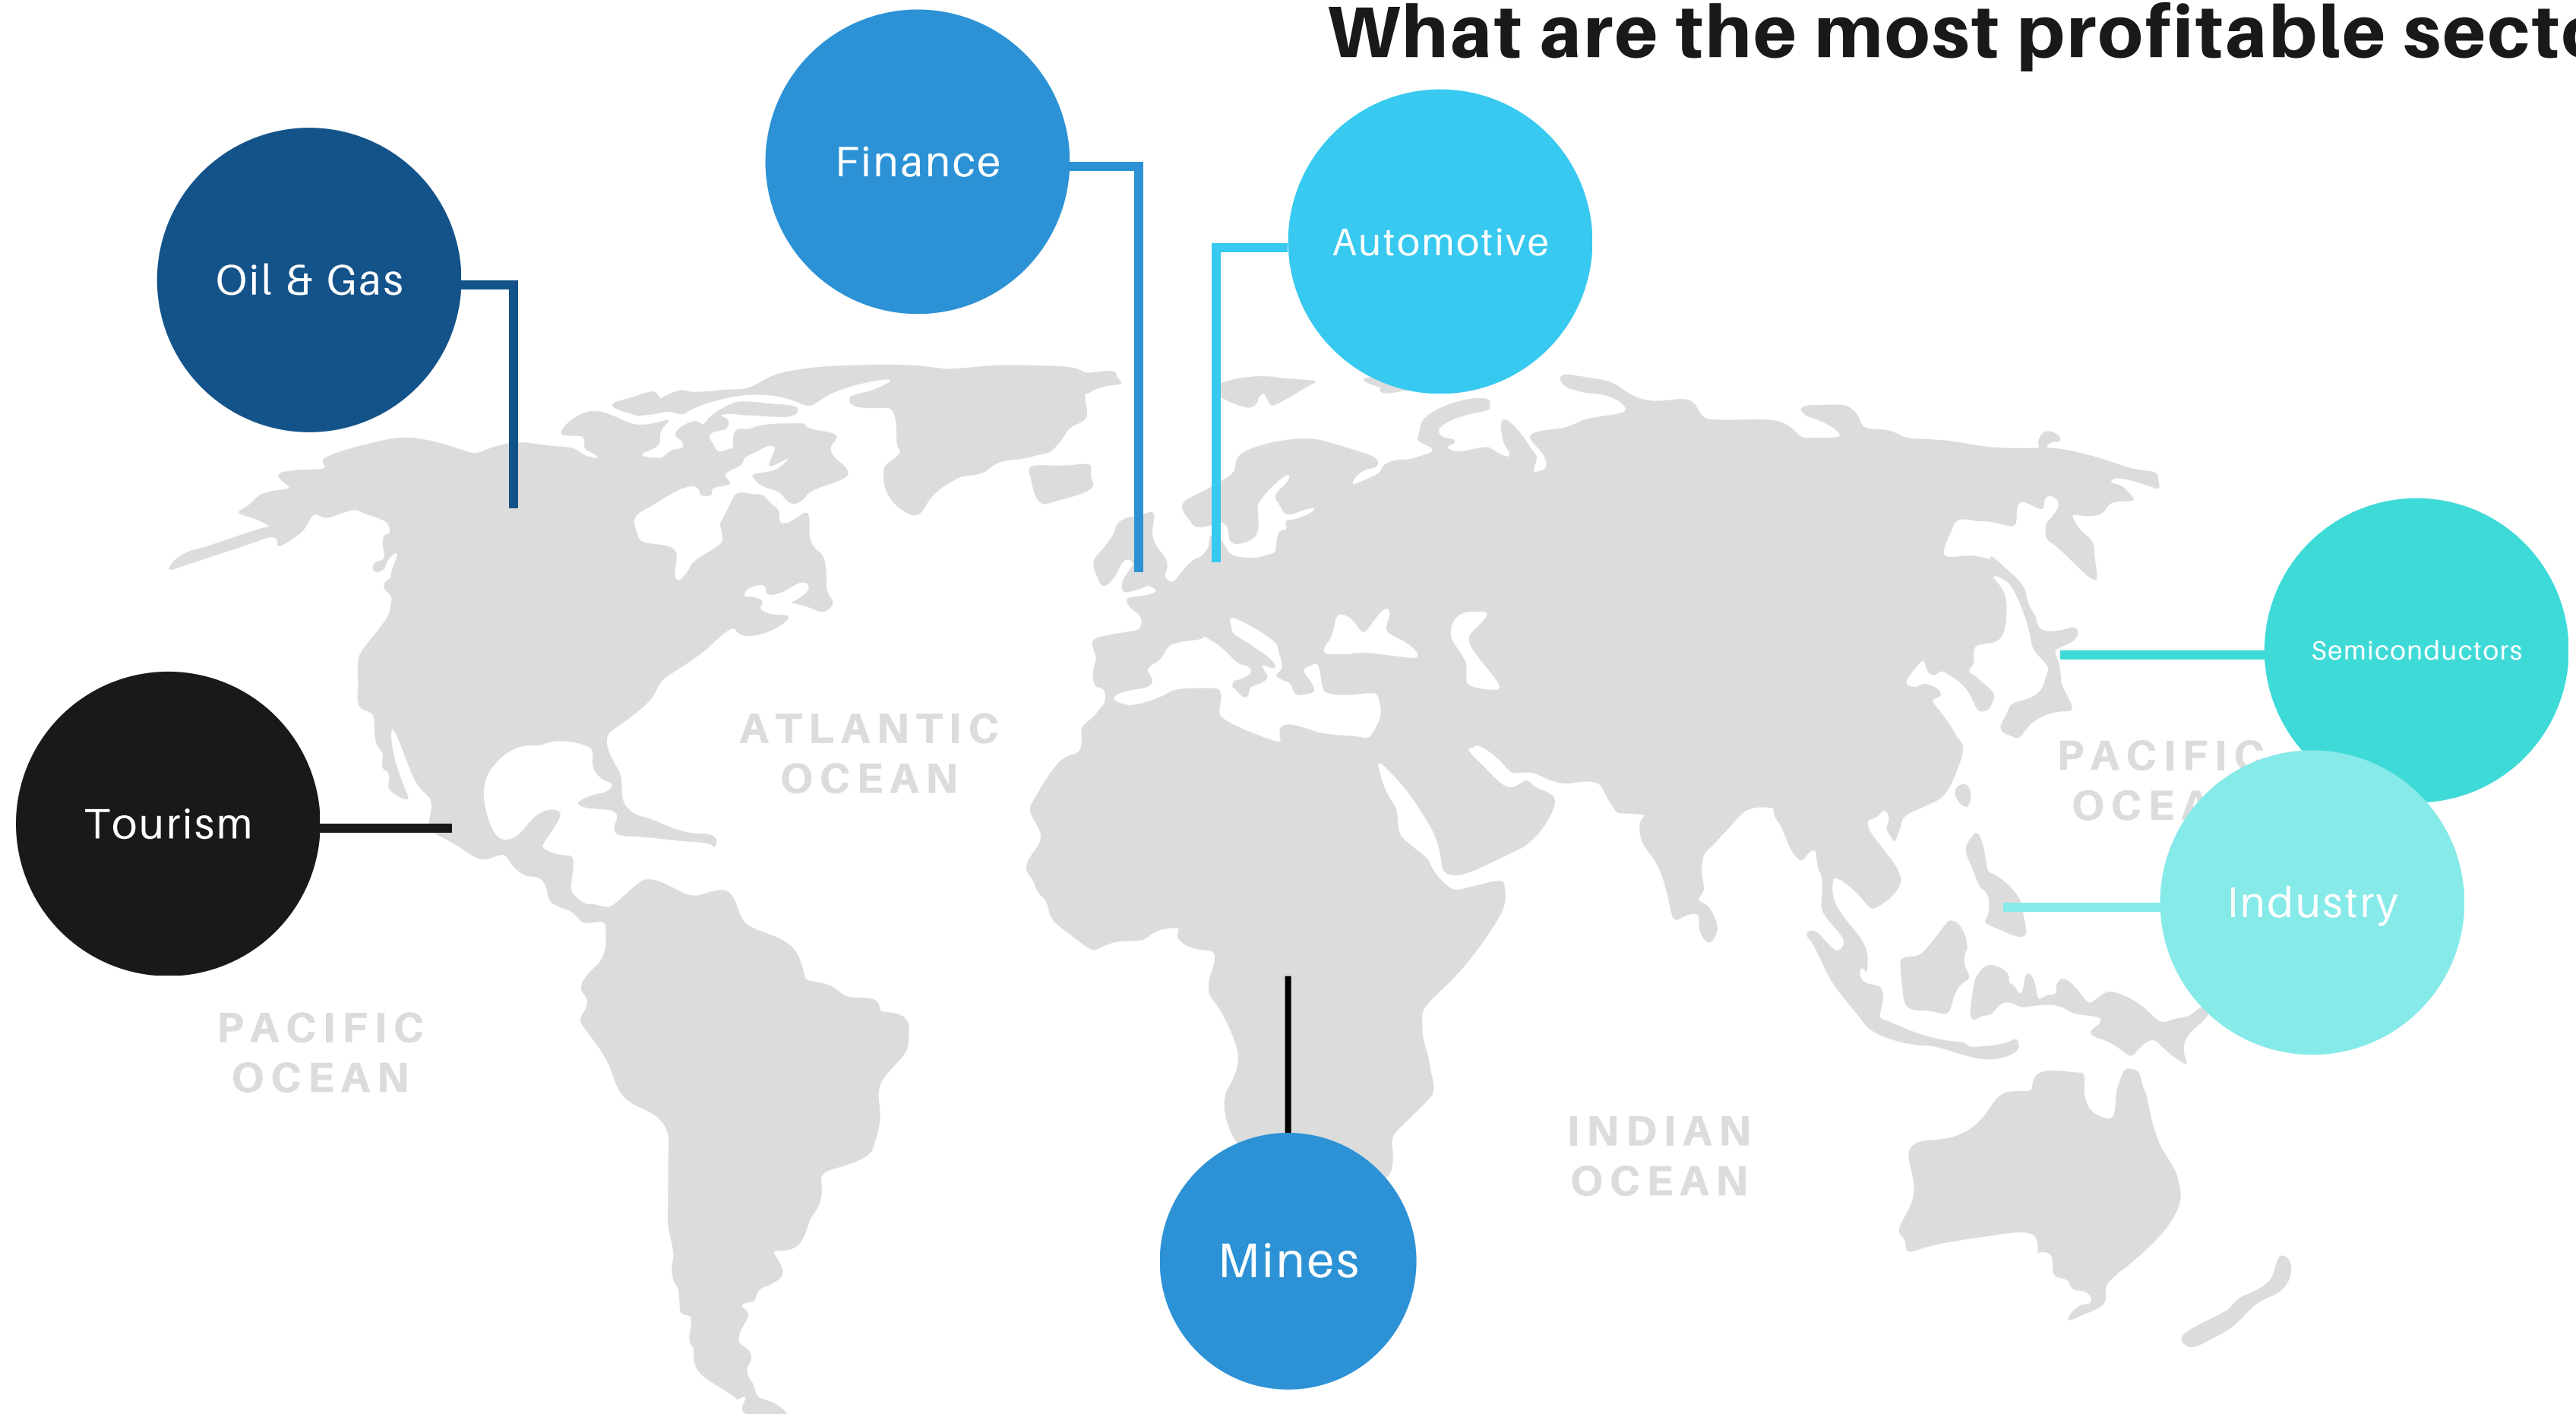 What are the most profitable
Finance
Automotive
Oil & Gas
Semiconductors
ATLANTIC
OCEAN
PACIFIC
Tourism
Industry
PACIFIC
OCEAN
INDIAN
OCEAN
Mines